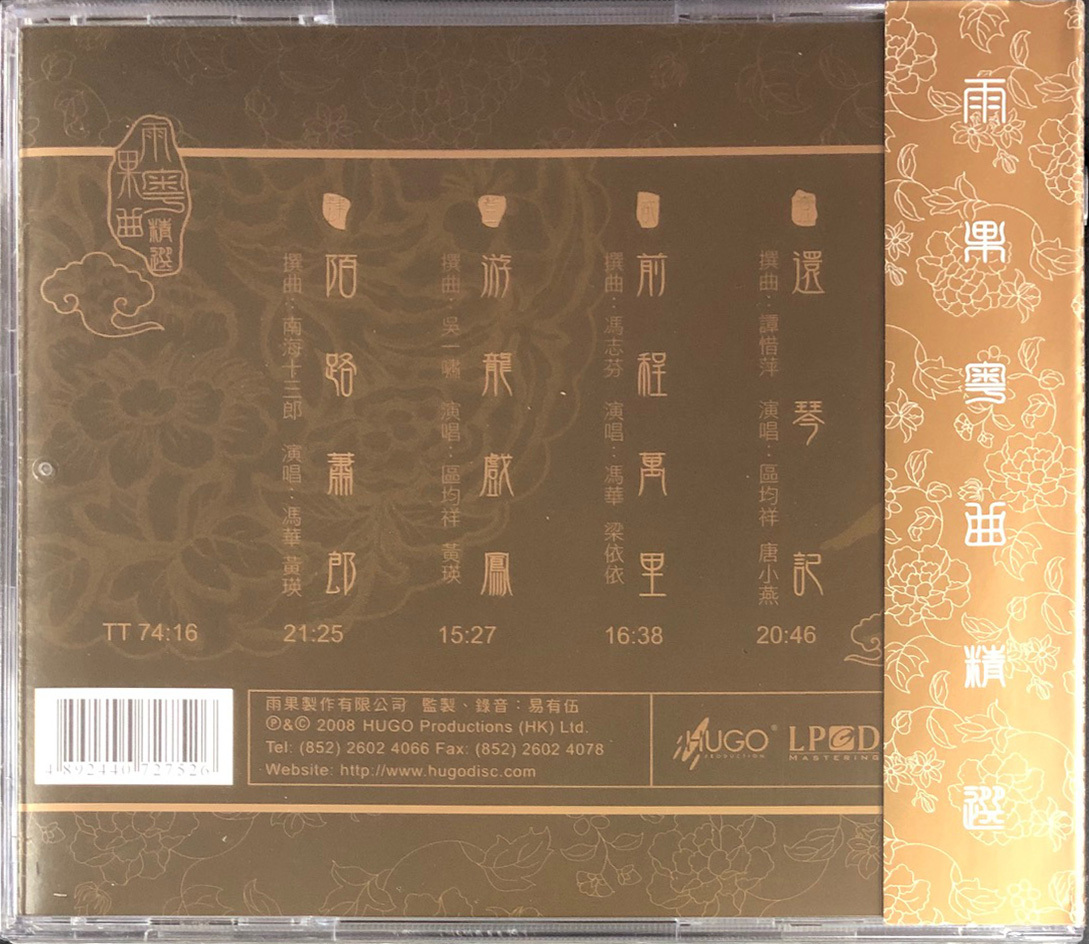 雨果粵曲精選
還琴記
撰曲：譚惜萍 演唱：區均祥 唐小燕
20:46
前程萬里
撰曲：馮志芬 演唱：馮華 梁依依
16:38
游龍戲鳳
撰曲：吳一嘯 演唱：區均祥 黃瑛
15:27
陌路蕭郎
撰曲：南海十三郎 演唱：馮華 黃瑛
21:25
TT 74:16
雨果粵曲精選
4 892440 727526
雨果製作有限公司 監製、錄音：易有伍
℗&© 2008 HUGO Productions (HK) Ltd.
Tel: (852) 2602 4066 Fax: (852) 2602 4078
Website: http://www.hugodisc.com
HUGO®
PRODUCTION
LPCD
MASTERING